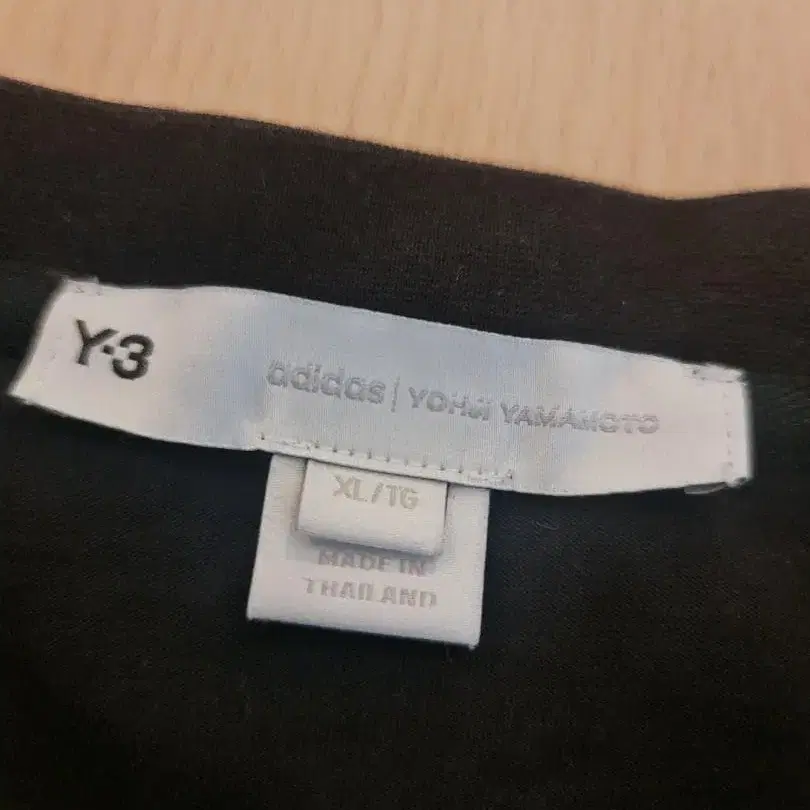 Y-3
adidas | YOHJI YAMAMOTO
XL/TG
MADE IN
THAILAND